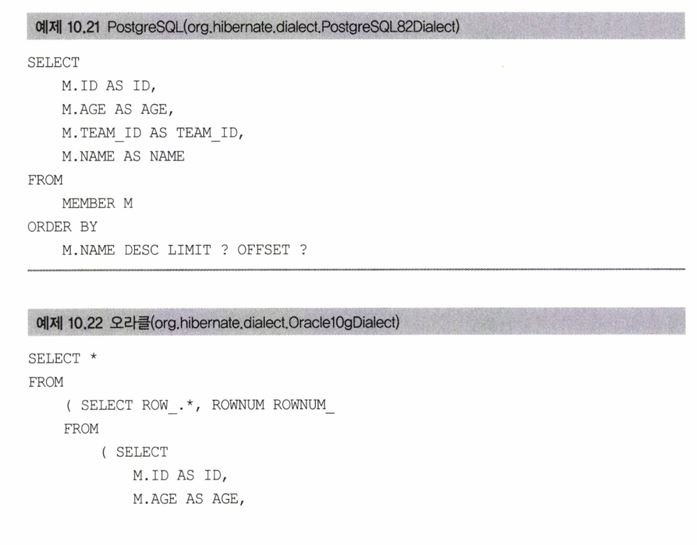 예제 10.21 PostgreSQL(org.hibernate.dialect.PostgreSQL82Dialect)
SELECT
    M.ID AS ID,
    M.AGE AS AGE,
    M.TEAM_ID AS TEAM_ID,
    M.NAME AS NAME
FROM
    MEMBER M
ORDER BY
    M.NAME DESC LIMIT ? OFFSET ?
예제 10.22 오라클(org.hibernate.dialect.Oracle10gDialect)
SELECT *
FROM
    ( SELECT ROW_.*, ROWNUM ROWNUM_
    FROM
        ( SELECT
            M.ID AS ID,
            M.AGE AS AGE,